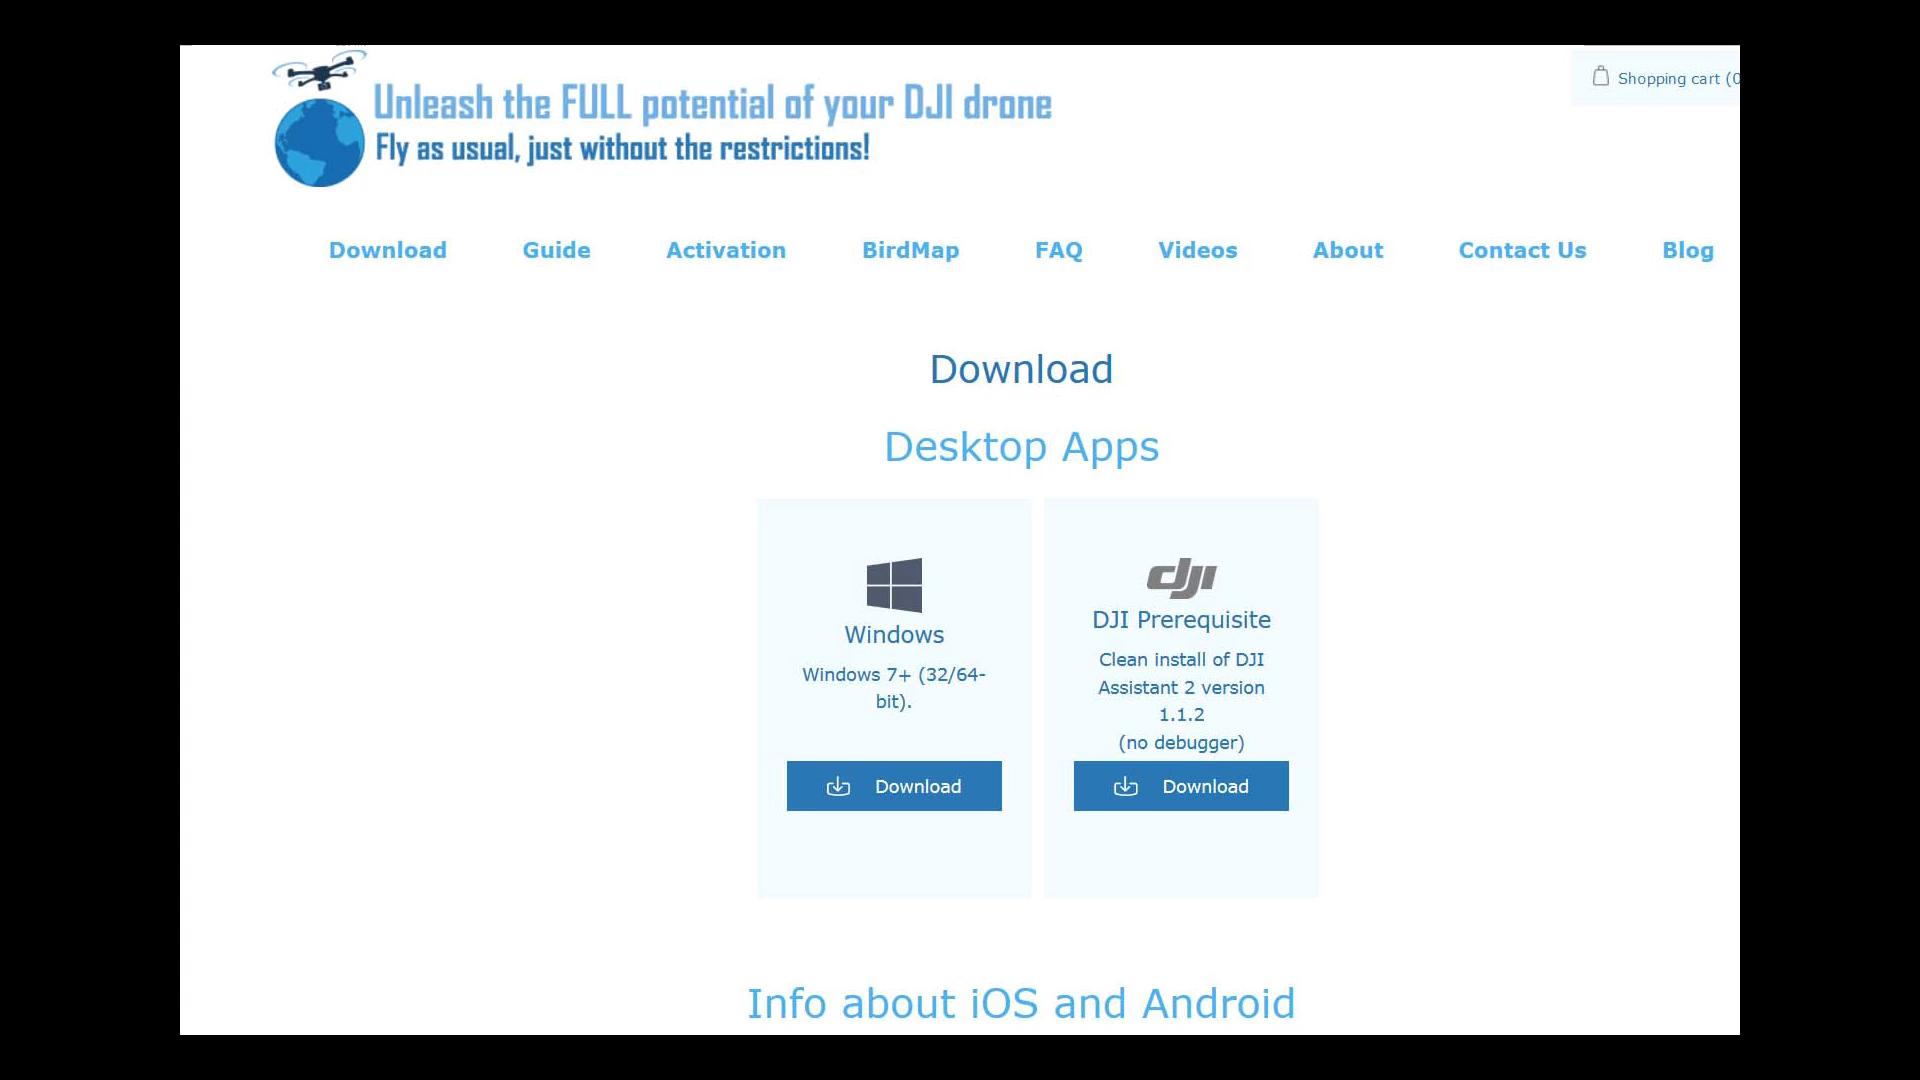 Unleash the FULL potential of your DJI drone
Fly as usual, just without the restrictions!
Shopping cart (0
Download Guide Activation BirdMap FAQ Videos About Contact Us Blog
Download
Desktop Apps
Windows
Windows 7+ (32/64-
bit).
Download
dji
DJI Prerequisite
Clean install of DJI
Assistant 2 version
1.1.2
(no debugger)
Download
Info about iOS and Android